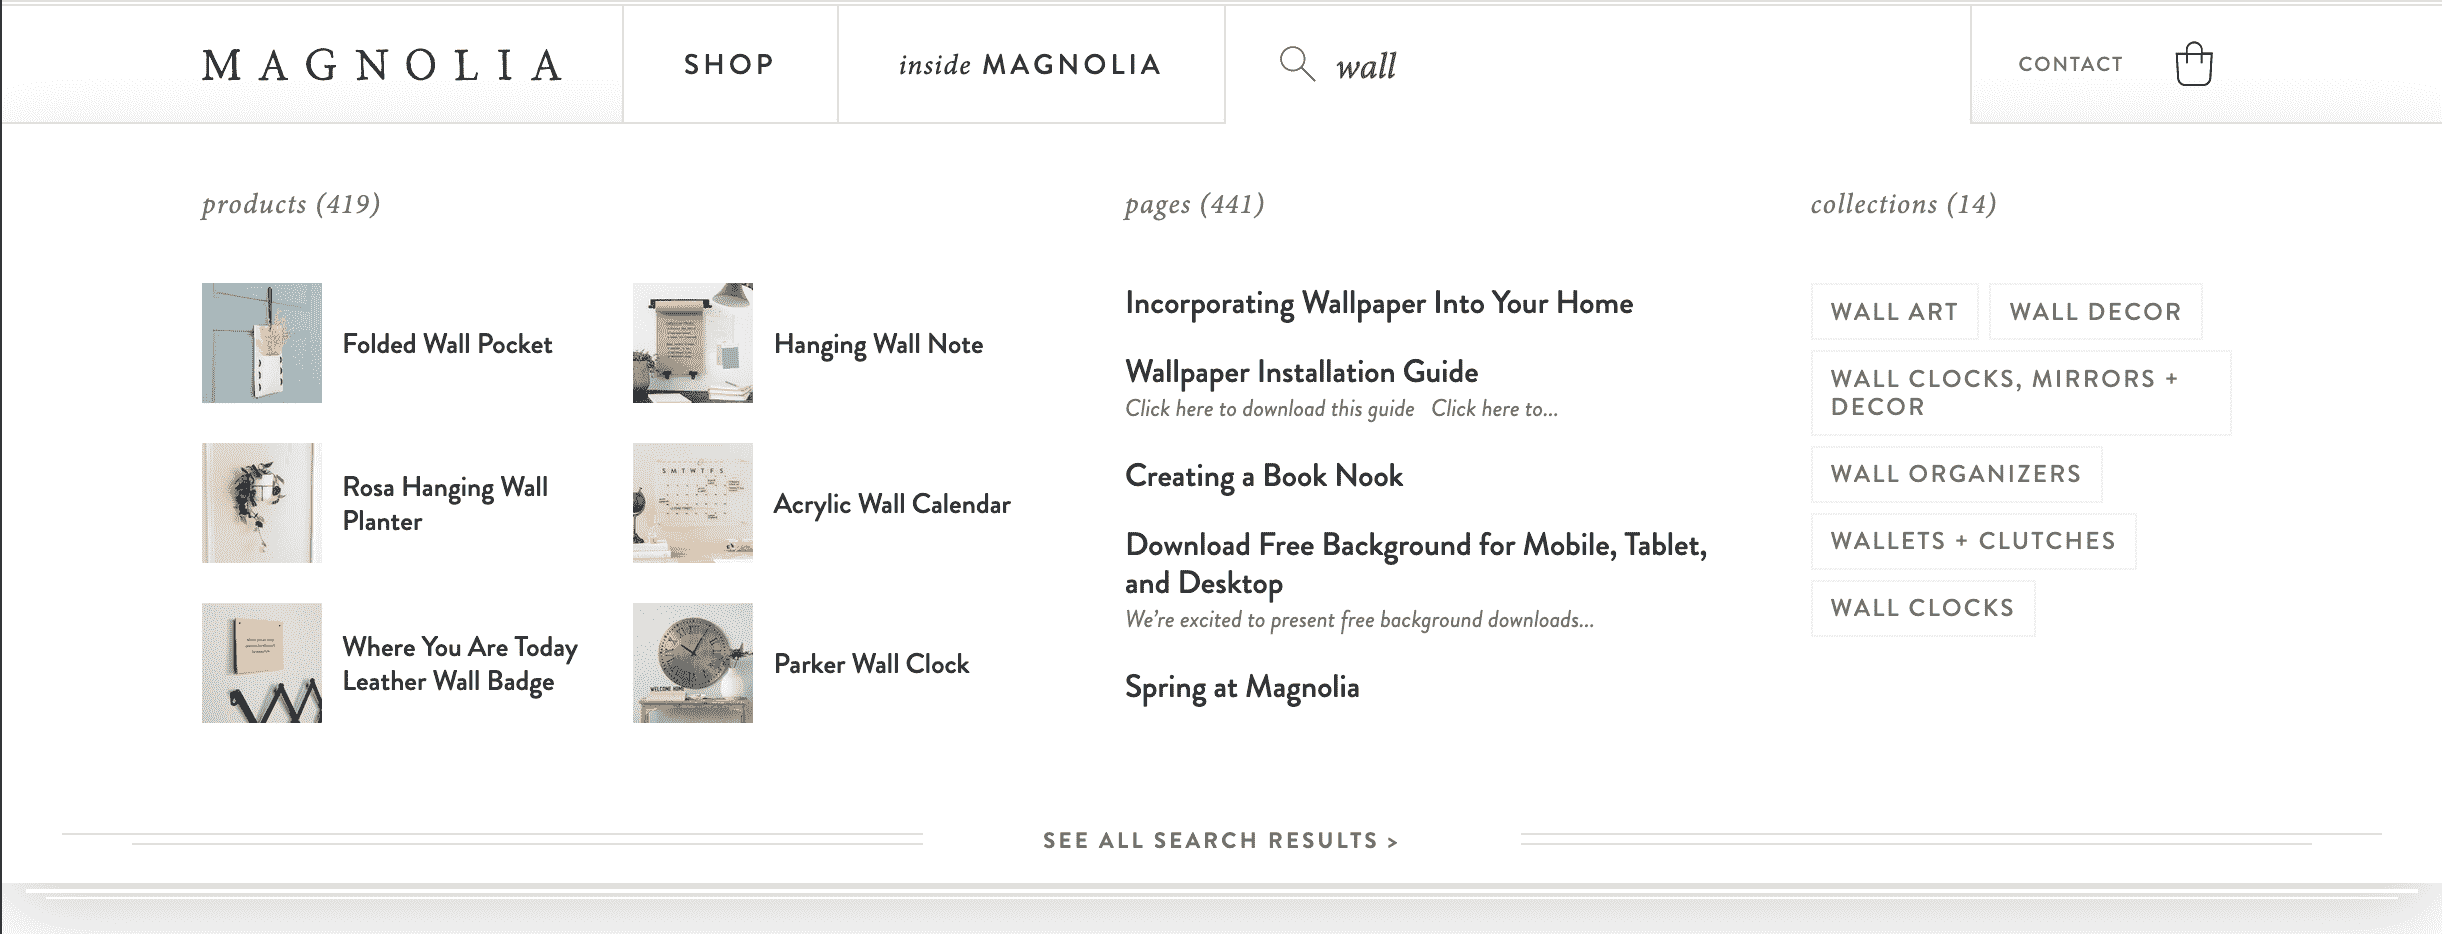 MAGNOLIA
SHOP
inside MAGNOLIA
wall
CONTACT
products (419)
Folded Wall Pocket
Hanging Wall Note
Rosa Hanging Wall
Planter
S M T W T F S
Acrylic Wall Calendar
Where You Are Today
Leather Wall Badge
WELCOME HOME
Parker Wall Clock
pages (441)
Incorporating Wallpaper Into Your Home
Wallpaper Installation Guide
Click here to download this guide Click here to...
Creating a Book Nook
Download Free Background for Mobile, Tablet,
and Desktop
We’re excited to present free background downloads...
Spring at Magnolia
collections (14)
WALL ART
WALL DECOR
WALL CLOCKS, MIRRORS +
DECOR
WALL ORGANIZERS
WALLETS + CLUTCHES
WALL CLOCKS
SEE ALL SEARCH RESULTS >